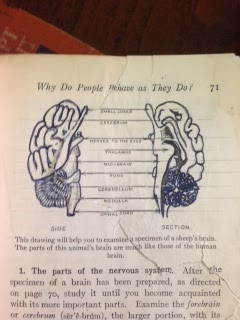 Why Do People Behave as They Do? 71
SMELL LOBES
CEREBRUM
NERVES TO THE EYES
THALAMUS
MID-BRAIN
PONS
CEREBELLUM
MEDULLA
SPINAL CORD
SIDE SECTION
This drawing will help you to examine a specimen of a sheep's brain.
The parts of this animal's brain are much like those of the human
brain.
1. The parts of the nervous system. After the
specimen of a brain has been prepared, as directed
on page 70, study it until you become acquainted
with its more important parts. Examine the forebrain
or cerebrum (sĕr'ê-brŭm), the larger portion, with its